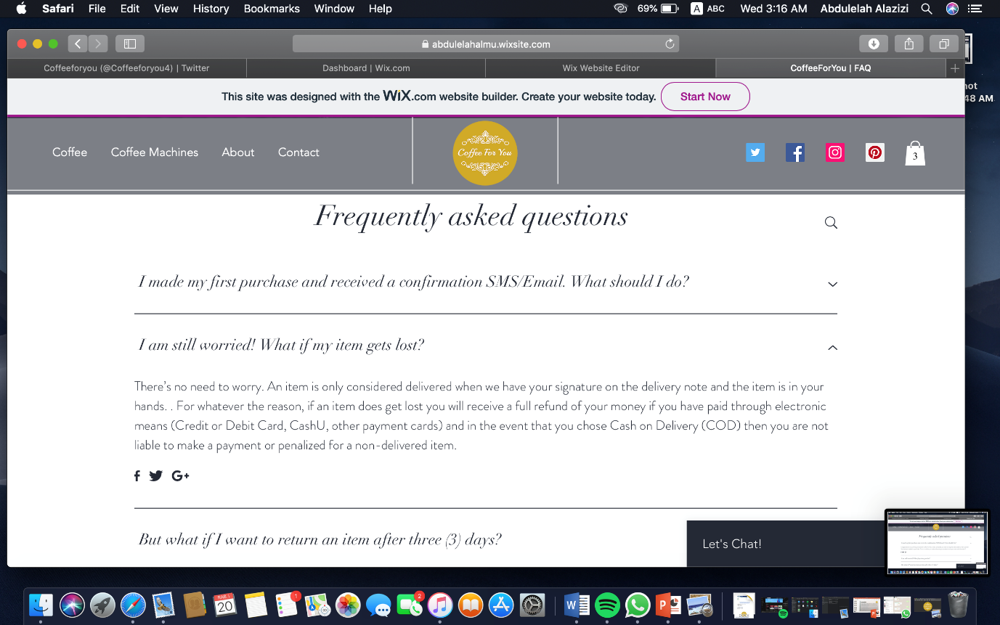 Safari File Edit View History Bookmarks Window Help 69% A ABC Wed 3:16 AM Abdulelah Alazizi
abdulelahalmu.wixsite.com
Coffeeforyou (@Coffeeforyou4) | Twitter Dashboard | Wix.com Wix Website Editor CoffeeForYou | FAQ
This site was designed with the WiX.com website builder. Create your website today. Start Now
48 AM
Coffee Coffee Machines About Contact Coffee For You 3
Frequently asked questions
I made my first purchase and received a confirmation SMS/Email. What should I do?
I am still worried! What if my item gets lost?
There’s no need to worry. An item is only considered delivered when we have your signature on the delivery note and the item is in your
hands. . For whatever the reason, if an item does get lost you will receive a full refund of your money if you have paid through electronic
means (Credit or Debit Card, CashU, other payment cards) and in the event that you chose Cash on Delivery (COD) then you are not
liable to make a payment or penalized for a non-delivered item.
f G+
But what if I want to return an item after three (3) days?
Let's Chat!
RAB. I
20
1
2
W
P